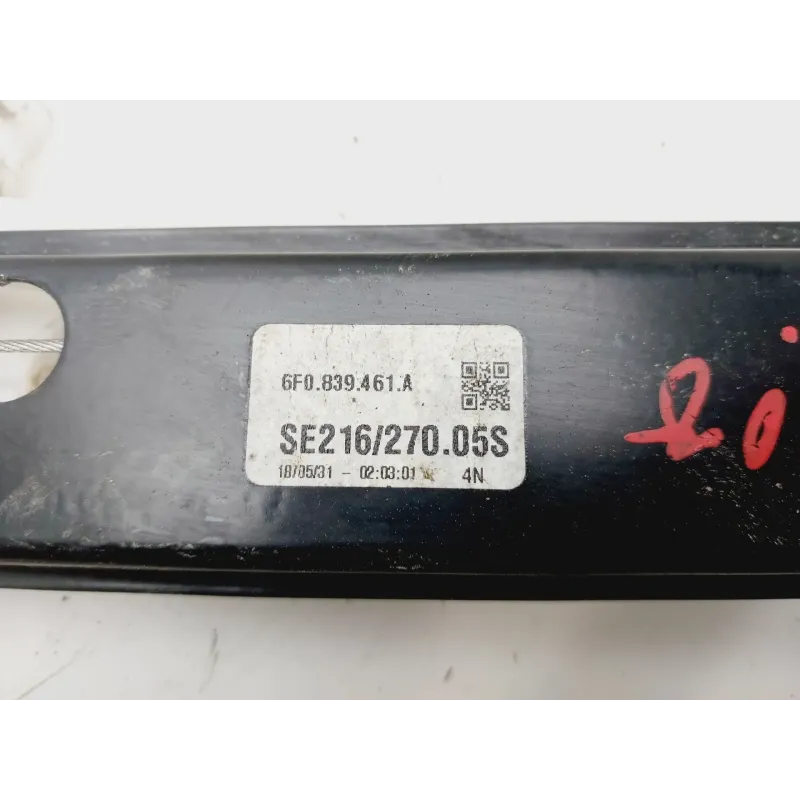 6F0.839.461.A
SE216/270.05S
18/05/31 - 02:03:01 4N